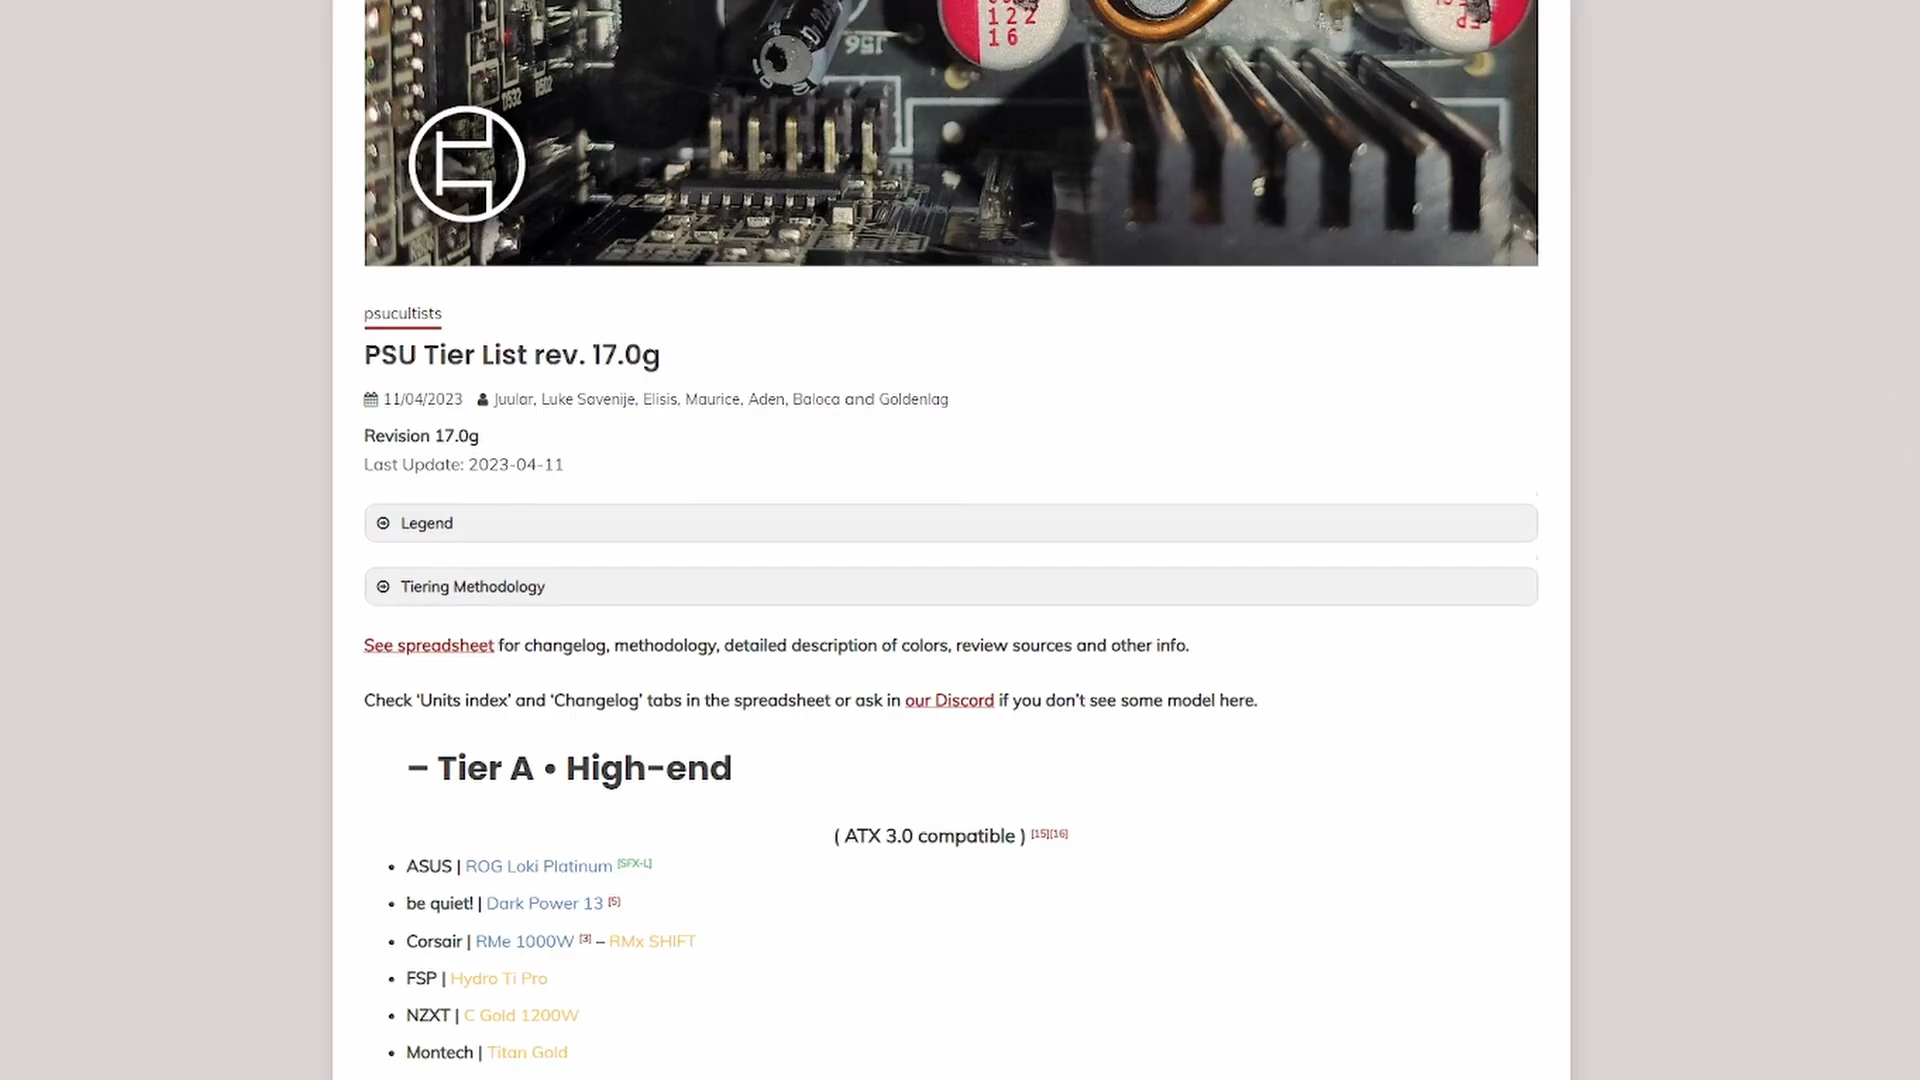 122
16
J56
psucultists
PSU Tier List rev. 17.0g
11/04/2023 Juular, Luke Savenije, Elisis, Maurice, Aden, Baloca and Goldenlag
Revision 17.0g
Last Update: 2023-04-11
Legend
Tiering Methodology
See spreadsheet for changelog, methodology, detailed description of colors, review sources and other info.
Check ‘Units index’ and ‘Changelog’ tabs in the spreadsheet or ask in our Discord if you don’t see some model here.
– Tier A • High-end
( ATX 3.0 compatible ) [15][16]
• ASUS | ROG Loki Platinum [SFX-L]
• be quiet! | Dark Power 13 [5]
• Corsair | RMe 1000W [3] – RMx SHIFT
• FSP | Hydro Ti Pro
• NZXT | C Gold 1200W
• Montech | Titan Gold